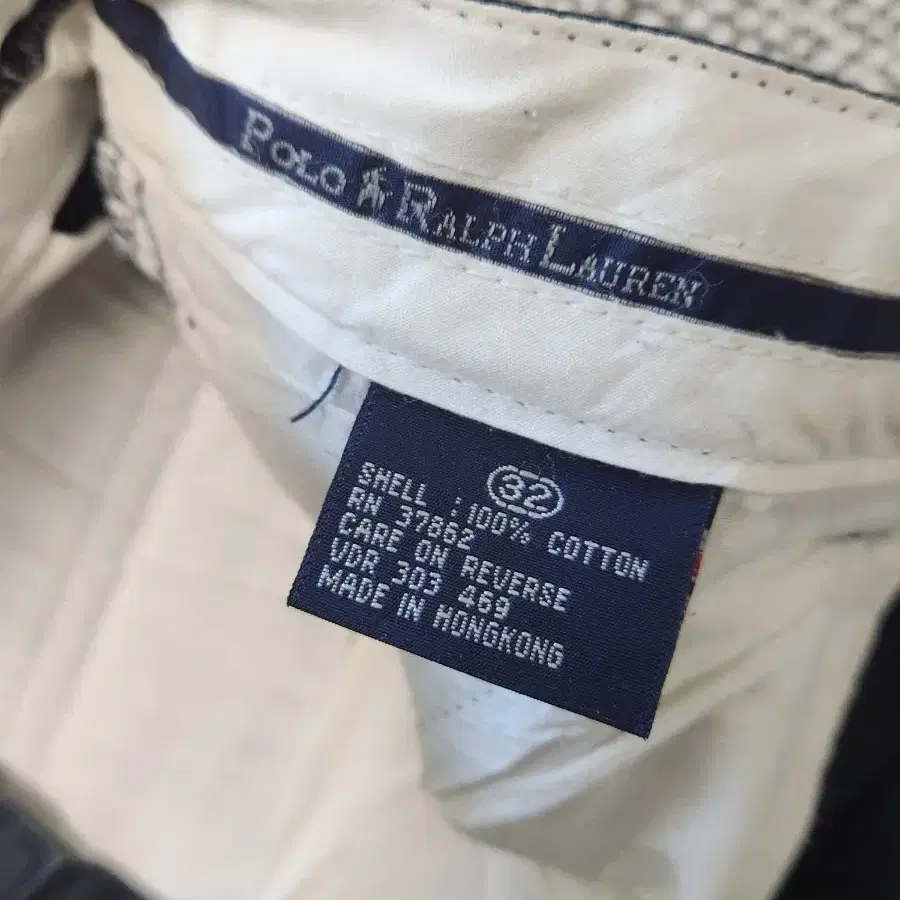 POLO RALPH LAUREN
32
SHELL : 100% COTTON
RN 37862
CARE ON REVERSE
VDR 303 469
MADE IN HONGKONG